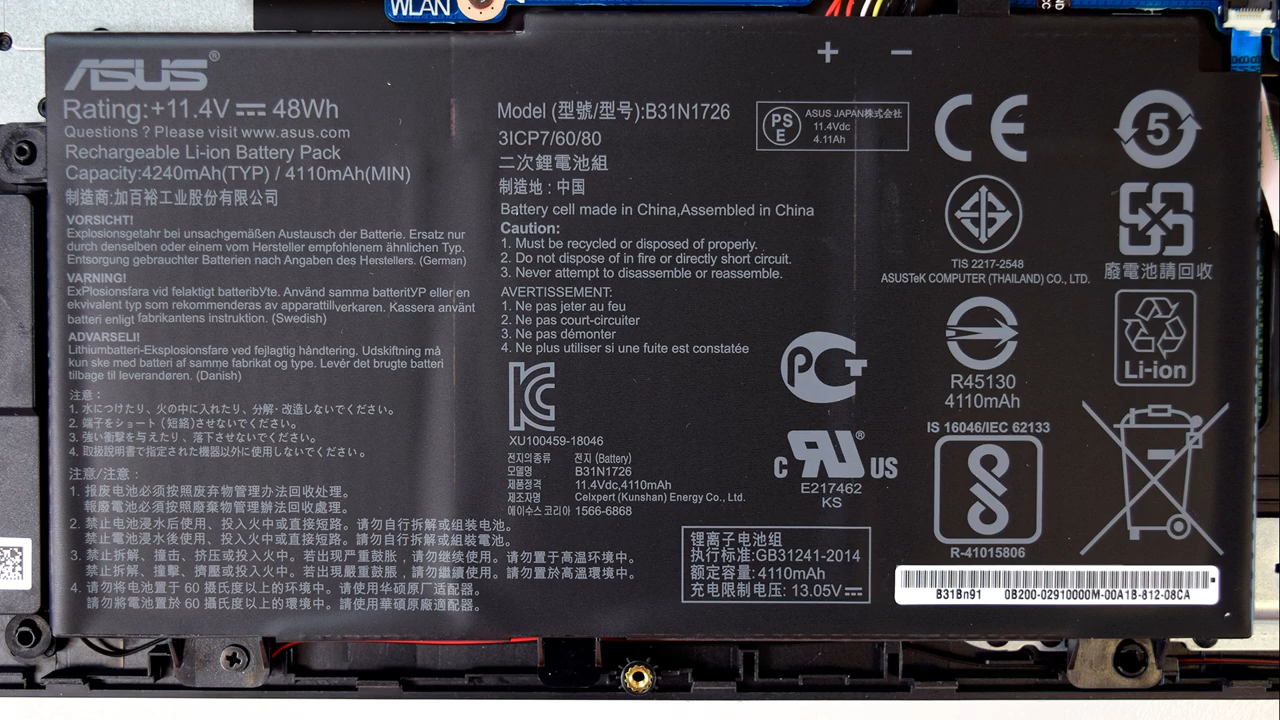 WLAN
+ −
ASUS®
Rating:+11.4V 48Wh
Questions ? Please visit www.asus.com
Rechargeable Li-ion Battery Pack
Capacity:4240mAh(TYP) / 4110mAh(MIN)
制造商:加百裕工业股份有限公司
VORSICHT!
Explosionsgetahr bei unsachgemäßen Austausch der Batterie. Ersatz nur
durch denselben oder einem vom Hersteller empfohlenem ähnlichen Typ.
Entsorgung gebrauchter Batterien nach Angaben des Herstellers. (German)
VARNING!
ExPlosionsfara vid felaktigt batteribУte. Använd samma batteritУP eller en
ekvivalent typ som rekommenderas av apparattillverkaren. Kassera använt
batteri enligt fabrikantens instruktion. (Swedish)
ADVARSELI!
Lithiumbatteri-Eksplosionsfare ved fejlagtig håndtering. Udskiftning må
kun ske med batteri af samme fabrikat og type. Levér det brugte batteri
tilbage til leverandøren. (Danish)
注意：
1. 水につけたり、火の中に入れたり、分解・改造しないでください。
2. 端子をショート（短絡）させないでください。
3. 強い衝撃を与えたり、落下させないでください。
4. 取扱説明書で指定された機器以外に使用しないでください。
注意/注意：
1. 报废电池必须按照废弃物管理办法回收处理。
報廢電池必須按照廢棄物管理辦法回收處理。
2. 禁止电池浸水后使用、投入火中或直接短路。请勿自行拆解或组装电池。
禁止電池浸水後使用、投入火中或直接短路。請勿自行拆解或組裝電池。
3. 禁止拆解、撞击、挤压或投入火中。若出现严重鼓胀，请勿继续使用。请勿置于高温环境中。
禁止拆解、撞擊、擠壓或投入火中。若出現嚴重鼓脹，請勿繼續使用。請勿置於高溫環境中。
4. 请勿将电池置于 60 摄氏度以上的环境中。请使用华硕原厂适配器。
請勿將電池置於 60 攝氏度以上的環境中。請使用華碩原廠適配器。
Model (型號/型号):B31N1726
3ICP7/60/80
二次鋰電池組
制造地：中国
Battery cell made in China,Assembled in China
Caution:
1. Must be recycled or disposed of properly.
2. Do not dispose of in fire or directly short circuit.
3. Never attempt to disassemble or reassemble.
AVERTISSEMENT:
1. Ne pas jeter au feu
2. Ne pas court-circuiter
3. Ne pas démonter
4. Ne plus utiliser si une fuite est constatée
XU100459-18046
전지의종류 전지 (Battery)
모델명 B31N1726
제품정격 11.4Vdc,4110mAh
제조자명 Celxpert (Kunshan) Energy Co., Ltd.
에이수스 코리아 1566-6868
PS E
ASUS JAPAN株式会社
11.4Vdc
4.11Ah
PCT
C UR® US
E217462
KS
锂离子电池组
执行标准:GB31241-2014
额定容量: 4110mAh
充电限制电压: 13.05V
CE
TIS 2217-2548
ASUSTeK COMPUTER (THAILAND) CO., LTD.
R45130
4110mAh
IS 16046/IEC 62133
R-41015806
5
廢電池請回收
Li-ion
B31Bn91 0B200-02910000M-00A1B-812-08CA